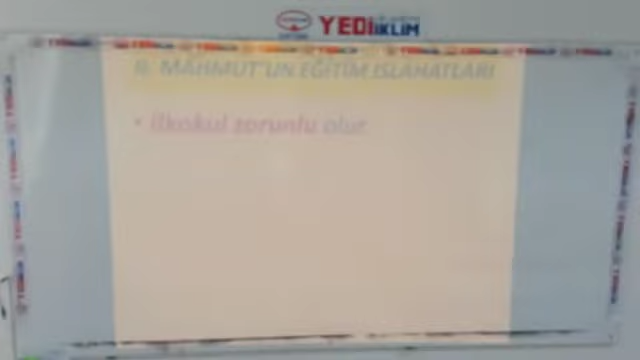 YEDİİKLİM
II. MAHMUT'UN EĞİTİM ISLAHATLARI
• İlkokul zorunlu olur